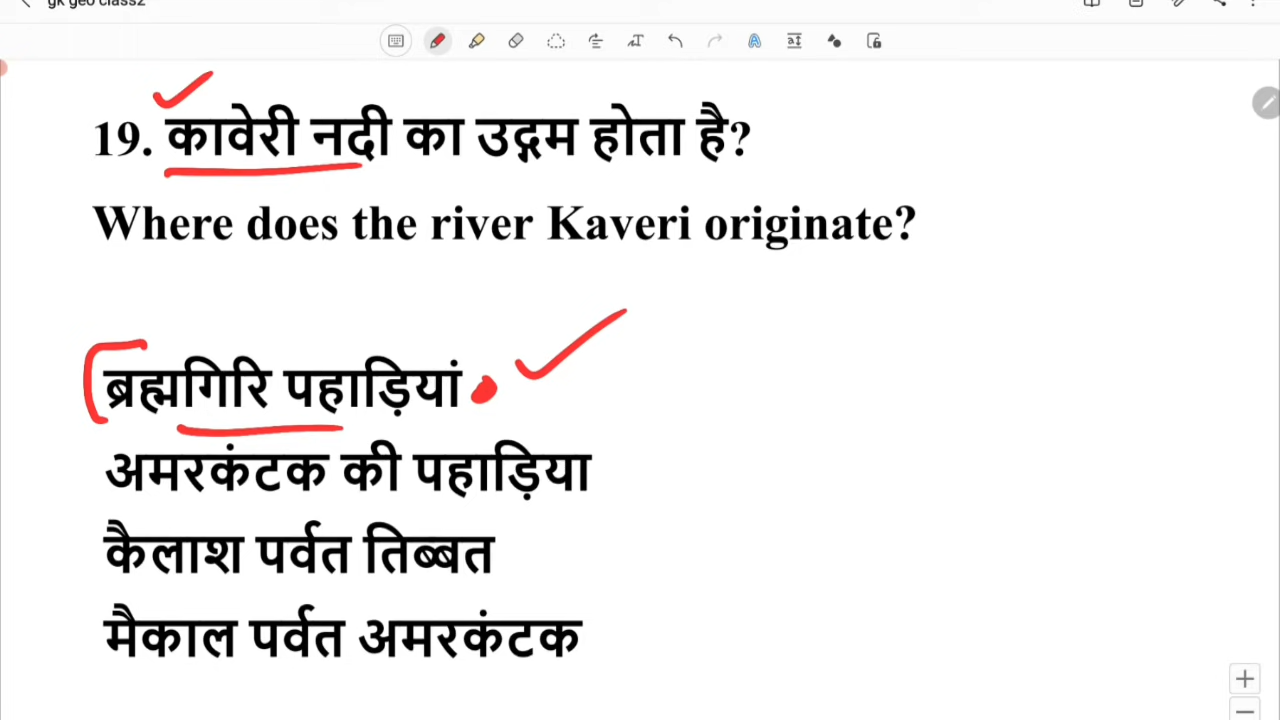 gk geo class2
19. कावेरी नदी का उद्गम होता है?
Where does the river Kaveri originate?
ब्रह्मगिरि पहाड़ियां
अमरकंटक की पहाड़िया
कैलाश पर्वत तिब्बत
मैकाल पर्वत अमरकंटक